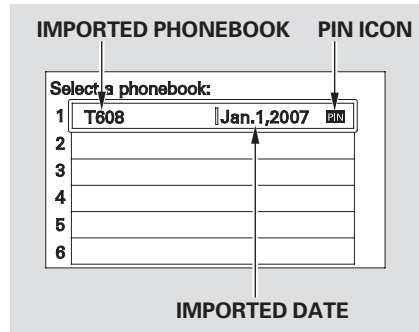 IMPORTED PHONEBOOK PIN ICON
Select a phonebook:
1 T608 Jan.1,2007 PIN
2
3
4
5
6
IMPORTED DATE